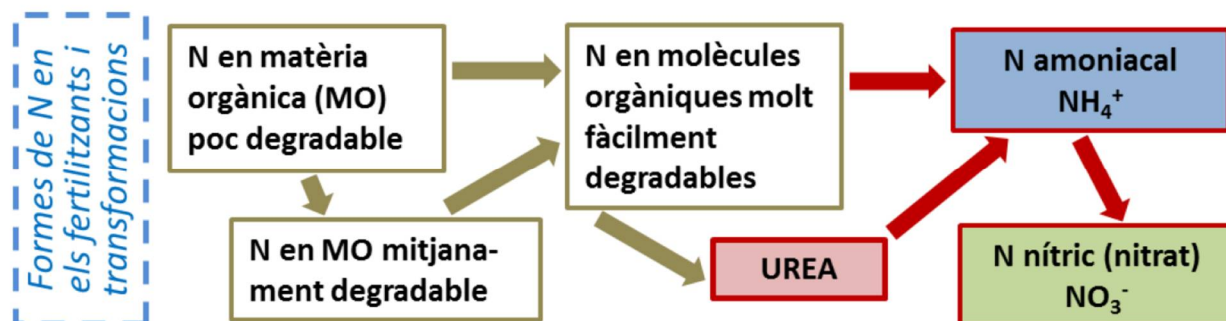 Formes de N en
els fertilitzants i
transformacions
N en matèria
orgànica (MO)
poc degradable
N en MO mitjana-
ment degradable
N en molècules
orgàniques molt
fàcilment
degradables
UREA
N amoniacal
NH₄⁺
N nítric (nitrat)
NO₃⁻